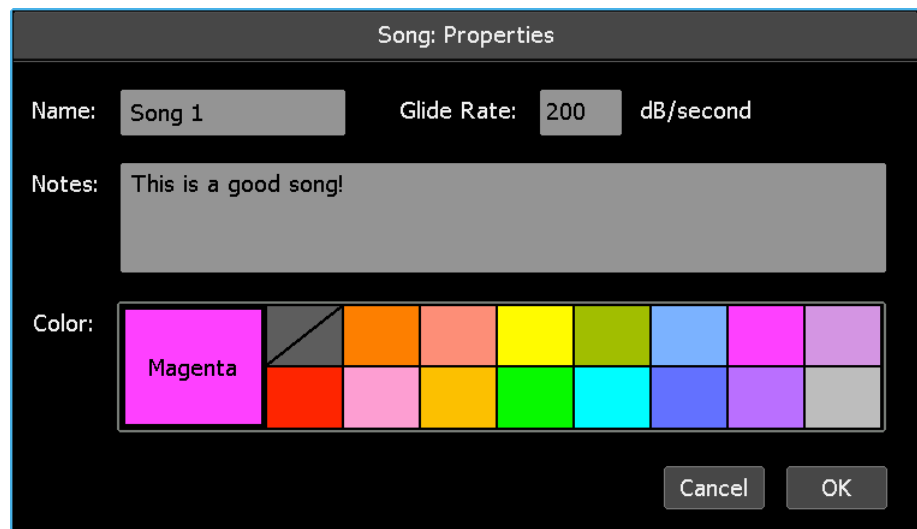 Song: Properties
Name: Song 1 Glide Rate: 200 dB/second
Notes: This is a good song!
Color: Magenta
Cancel OK